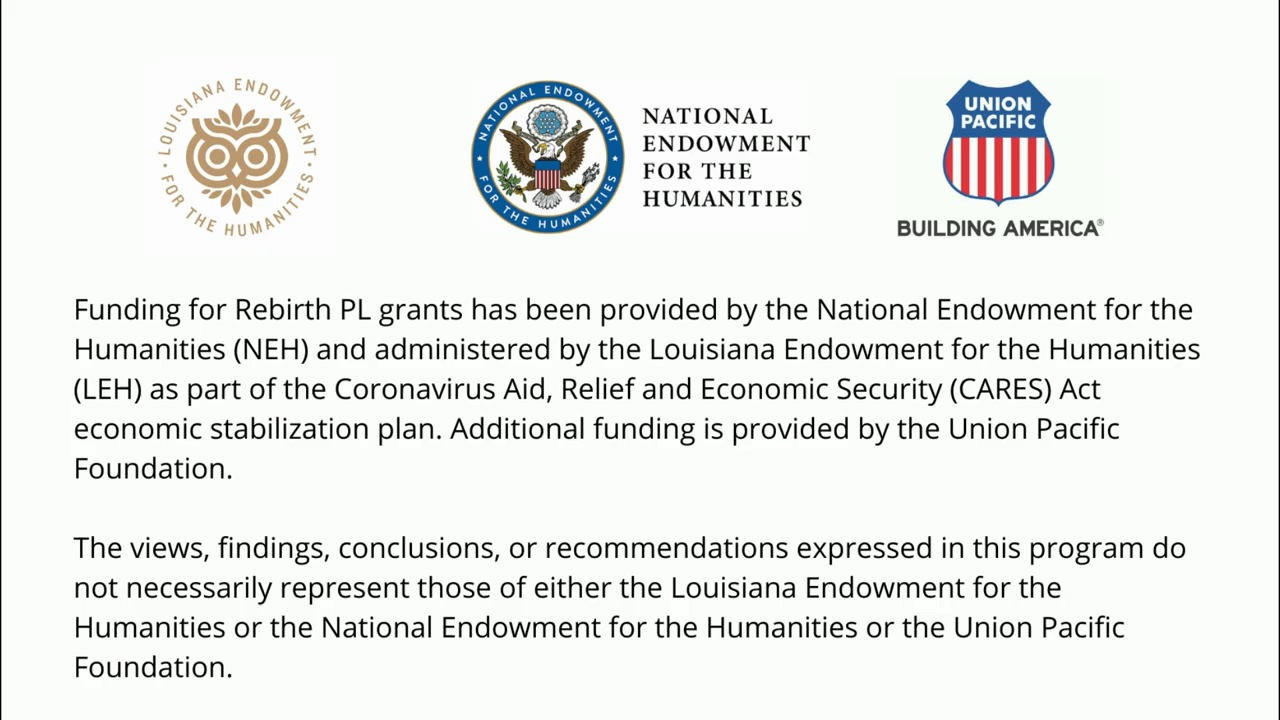 LOUISIANA ENDOWMENT
FOR THE HUMANITIES
NATIONAL ENDOWMENT
FOR THE HUMANITIES
NATIONAL
ENDOWMENT
FOR THE
HUMANITIES
UNION
PACIFIC
BUILDING AMERICA®
Funding for Rebirth PL grants has been provided by the National Endowment for the
Humanities (NEH) and administered by the Louisiana Endowment for the Humanities
(LEH) as part of the Coronavirus Aid, Relief and Economic Security (CARES) Act
economic stabilization plan. Additional funding is provided by the Union Pacific
Foundation.
The views, findings, conclusions, or recommendations expressed in this program do
not necessarily represent those of either the Louisiana Endowment for the
Humanities or the National Endowment for the Humanities or the Union Pacific
Foundation.